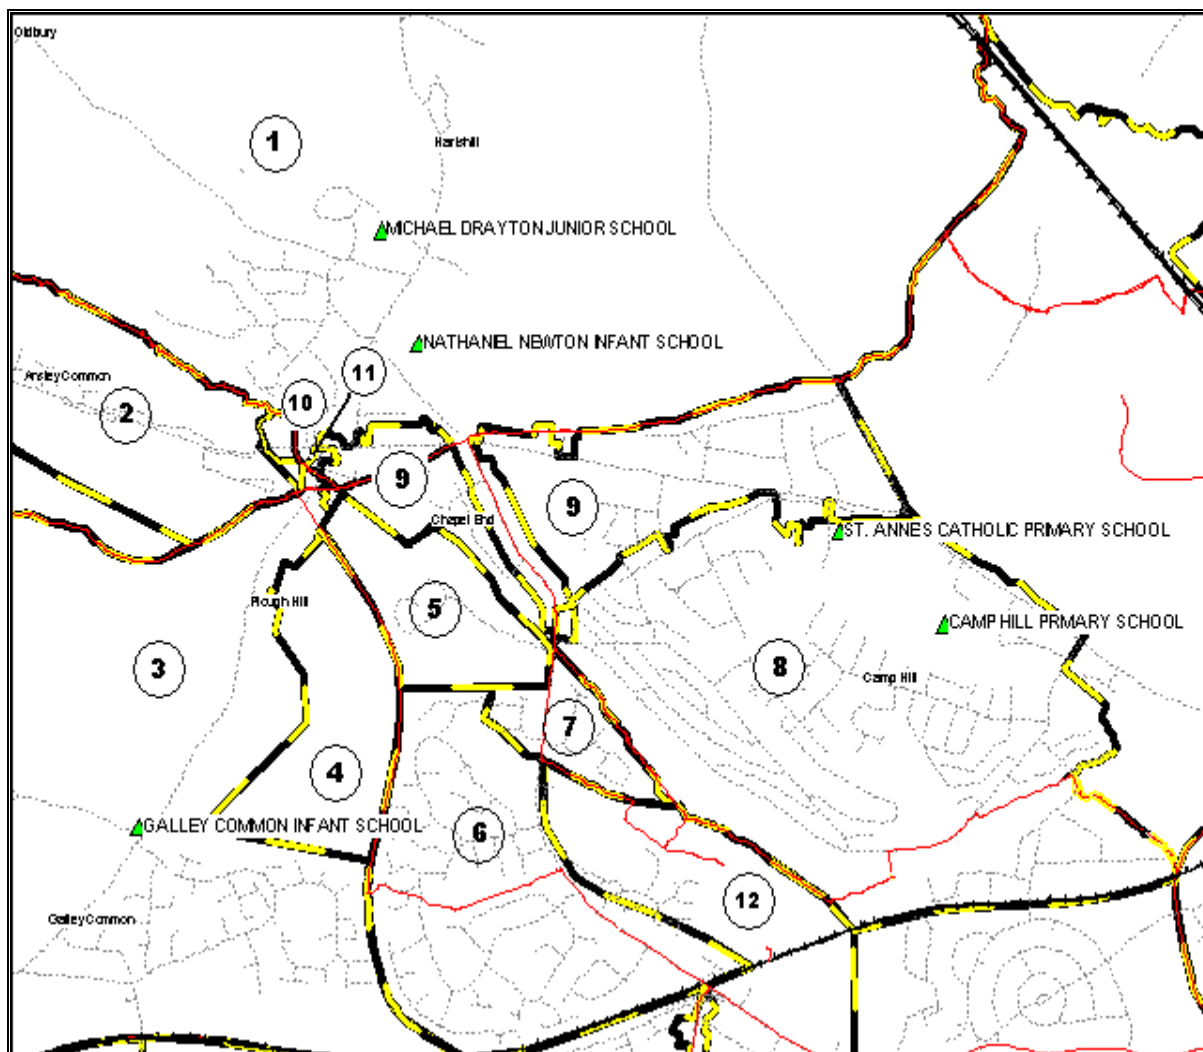 Oldbury
1
Hartshill
MICHAEL DRAYTON JUNIOR SCHOOL
NATHANIEL NEWTON INFANT SCHOOL
11
Ansley Common
10
2
9
9
Chapel End
ST. ANNES CATHOLIC PRIMARY SCHOOL
Plough Hill
5
CAMP HILL PRMARY SCHOOL
3
8
Camp Hill
7
4
GALLEY COMMON INFANT SCHOOL
6
12
Galley Common